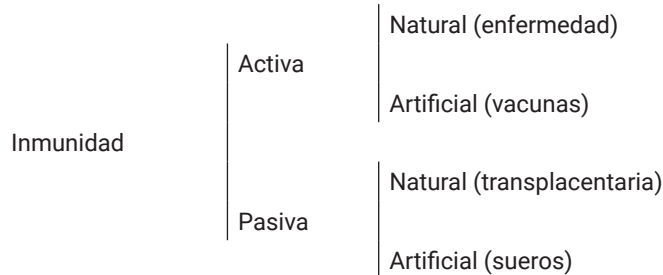 Natural (enfermedad)
Activa
Artificial (vacunas)
Inmunidad
Natural (transplacentaria)
Pasiva
Artificial (sueros)